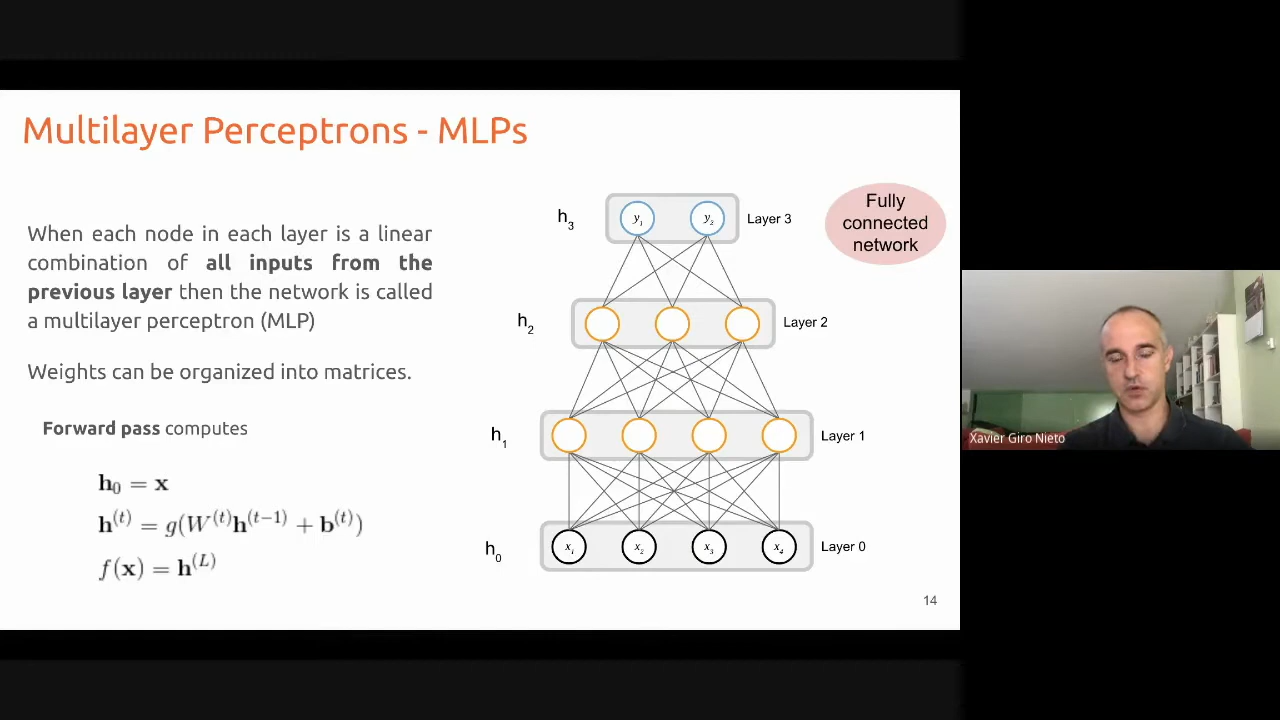 Multilayer Perceptrons - MLPs
When each node in each layer is a linear
combination of all inputs from the
previous layer then the network is called
a multilayer perceptron (MLP)
Weights can be organized into matrices.
Forward pass computes
h₀ = x
h⁽ᵗ⁾ = g(W⁽ᵗ⁾h⁽ᵗ⁻¹⁾ + b⁽ᵗ⁾)
f(x) = h⁽ᴸ⁾
h₃ y₁ y₂ Layer 3
h₂ Layer 2
h₁ Layer 1
h₀ x₁ x₂ x₃ x₄ Layer 0
Fully
connected
network
14
Xavier Giro Nieto